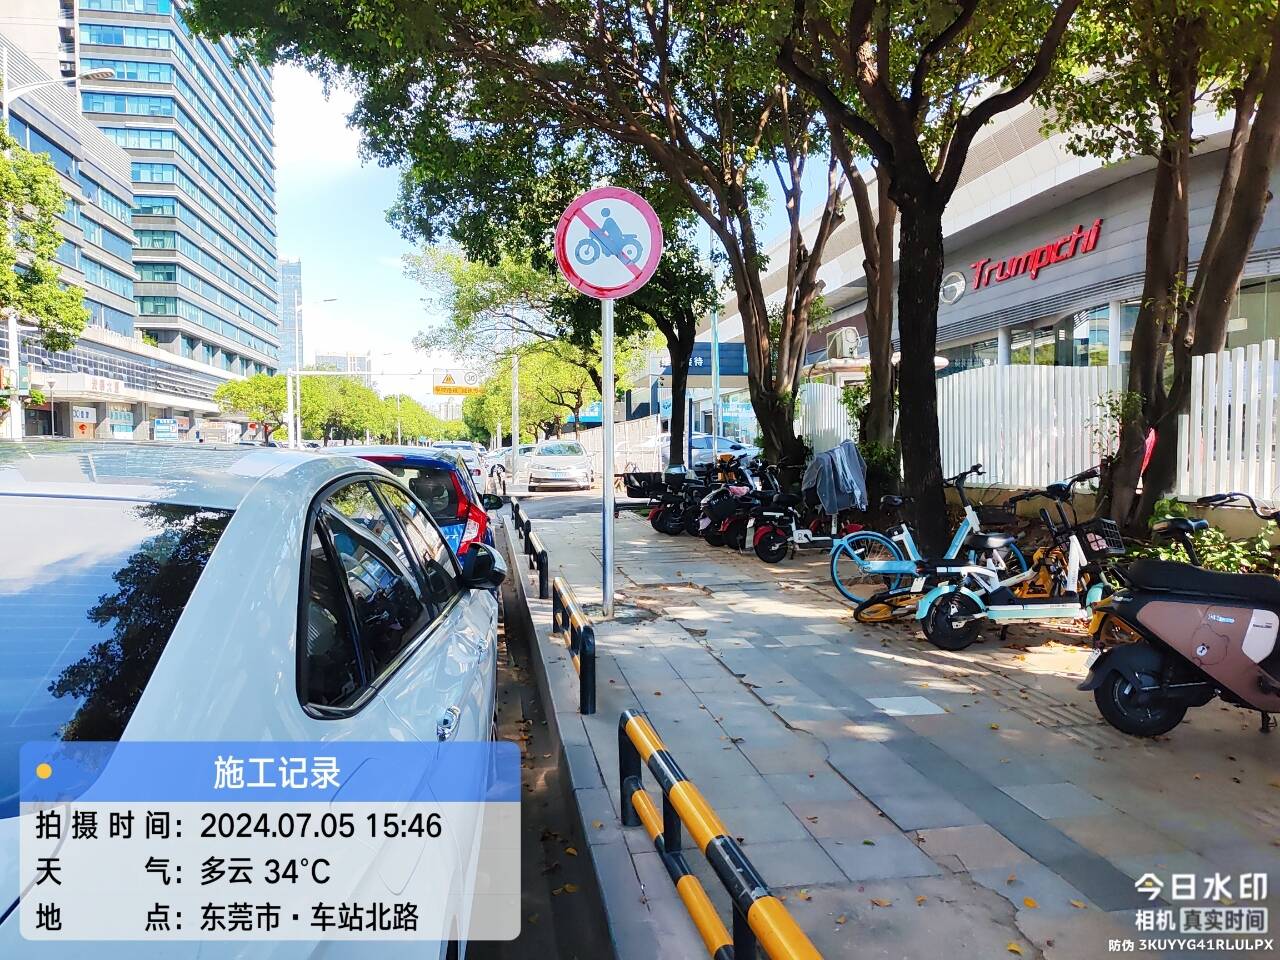 Trumpchi
施工记录
拍摄时间: 2024.07.05 15:46
天 气: 多云 34°C
地 点: 东莞市·车站北路
今日水印
相机 真实时间
防伪 3KUYYG41RLULPX